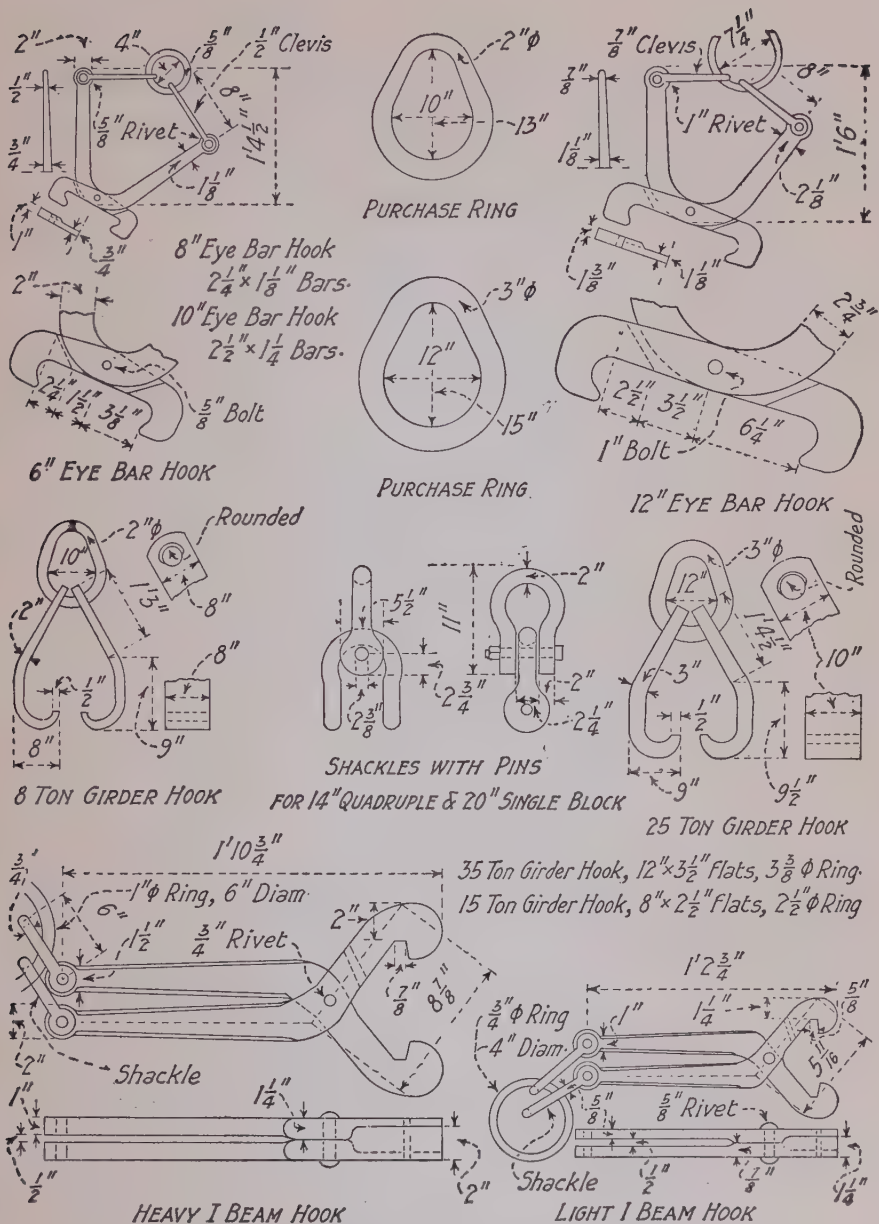 2"
4"
5/8"
1/2" Clevis
1/2"
5/8" Rivet
8"
1'4 1/2"
3/4"
1 1/8"
1"
3/4"
2"ϕ
10"
13"
PURCHASE RING
7/8" Clevis
7 1/4"
7/8"
8"
1" Rivet
1'6"
1 1/8"
2 1/8"
1 3/8"
1 1/8"
8" Eye Bar Hook
2 1/4" x 1 1/8" Bars.
10" Eye Bar Hook
2 1/2" x 1 1/4 Bars.
2"
2 1/4"
1 1/2"
3 1/8"
5/8" Bolt
6" EYE BAR HOOK
3"ϕ
12"
15"
PURCHASE RING
2 3/4"
2 1/2"
3 1/2"
6 1/4"
1" Bolt
12" EYE BAR HOOK
2"ϕ
Rounded
10"
1'3"
8"
2"
8"
1/2"
8"
9"
8 TON GIRDER HOOK
5 1/2"
11"
2"
2 3/4"
2"
2 3/8"
2 1/4"
SHACKLES WITH PINS
FOR 14" QUADRUPLE & 20" SINGLE BLOCK
3"ϕ
Rounded
12"
1'4 1/2"
10"
3"
1/2"
9"
9 1/2"
25 TON GIRDER HOOK
35 Ton Girder Hook, 12" x 3 1/2" Flats, 3 3/8 ϕ Ring.
15 Ton Girder Hook, 8" x 2 1/2" Flats, 2 1/2" ϕ Ring
1'10 3/4"
3/4"
1"ϕ Ring, 6" Diam.
6"
1 1/2"
3/4" Rivet
2"
7/8"
8 7/8"
2"
Shackle
1"
1 1/4"
1/2"
2"
HEAVY I BEAM HOOK
1'2 3/4"
5/8"
1 1/4"
3/4"ϕ Ring
4" Diam.
1"
5 11/16
5/8"
5/8" Rivet
Shackle
1/2"
7/8"
1 1/4"
LIGHT I BEAM HOOK